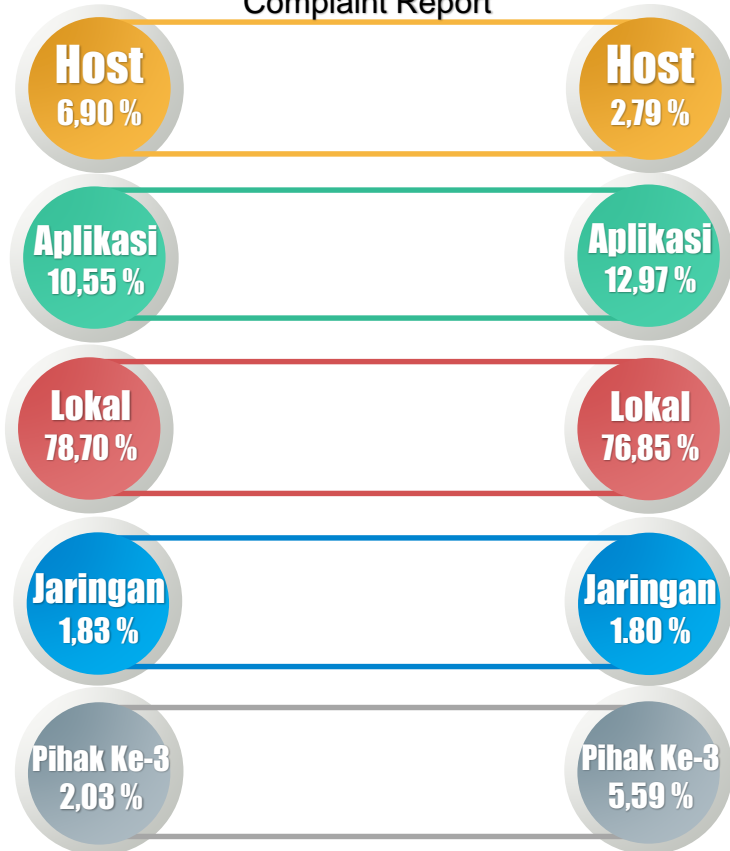 Complaint Report
Host
6,90 %
Host
2,79 %
Aplikasi
10,55 %
Aplikasi
12,97 %
Lokal
78,70 %
Lokal
76,85 %
Jaringan
1,83 %
Jaringan
1.80 %
Pihak Ke-3
2,03 %
Pihak Ke-3
5,59 %